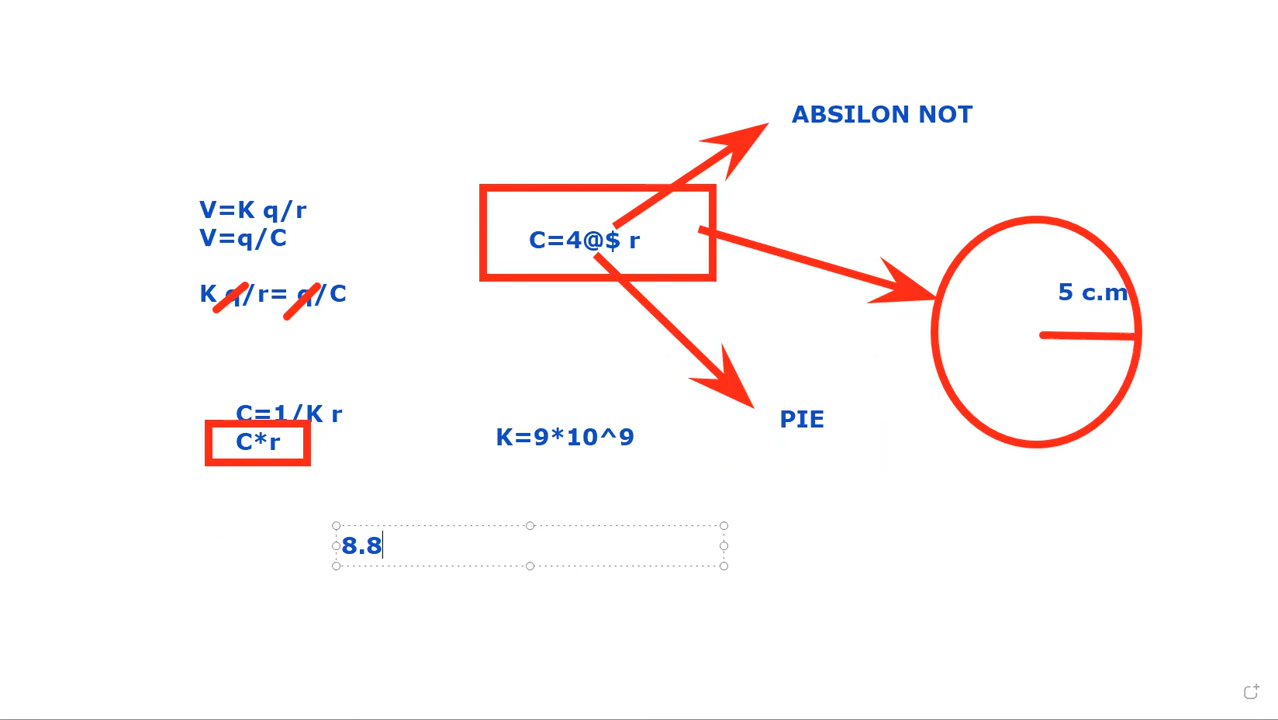 ABSILON NOT
V=K q/r
V=q/C
C=4@$ r
K q/r= q/C
5 c.m
C=1/K r
C*r
K=9*10^9
PIE
8.8